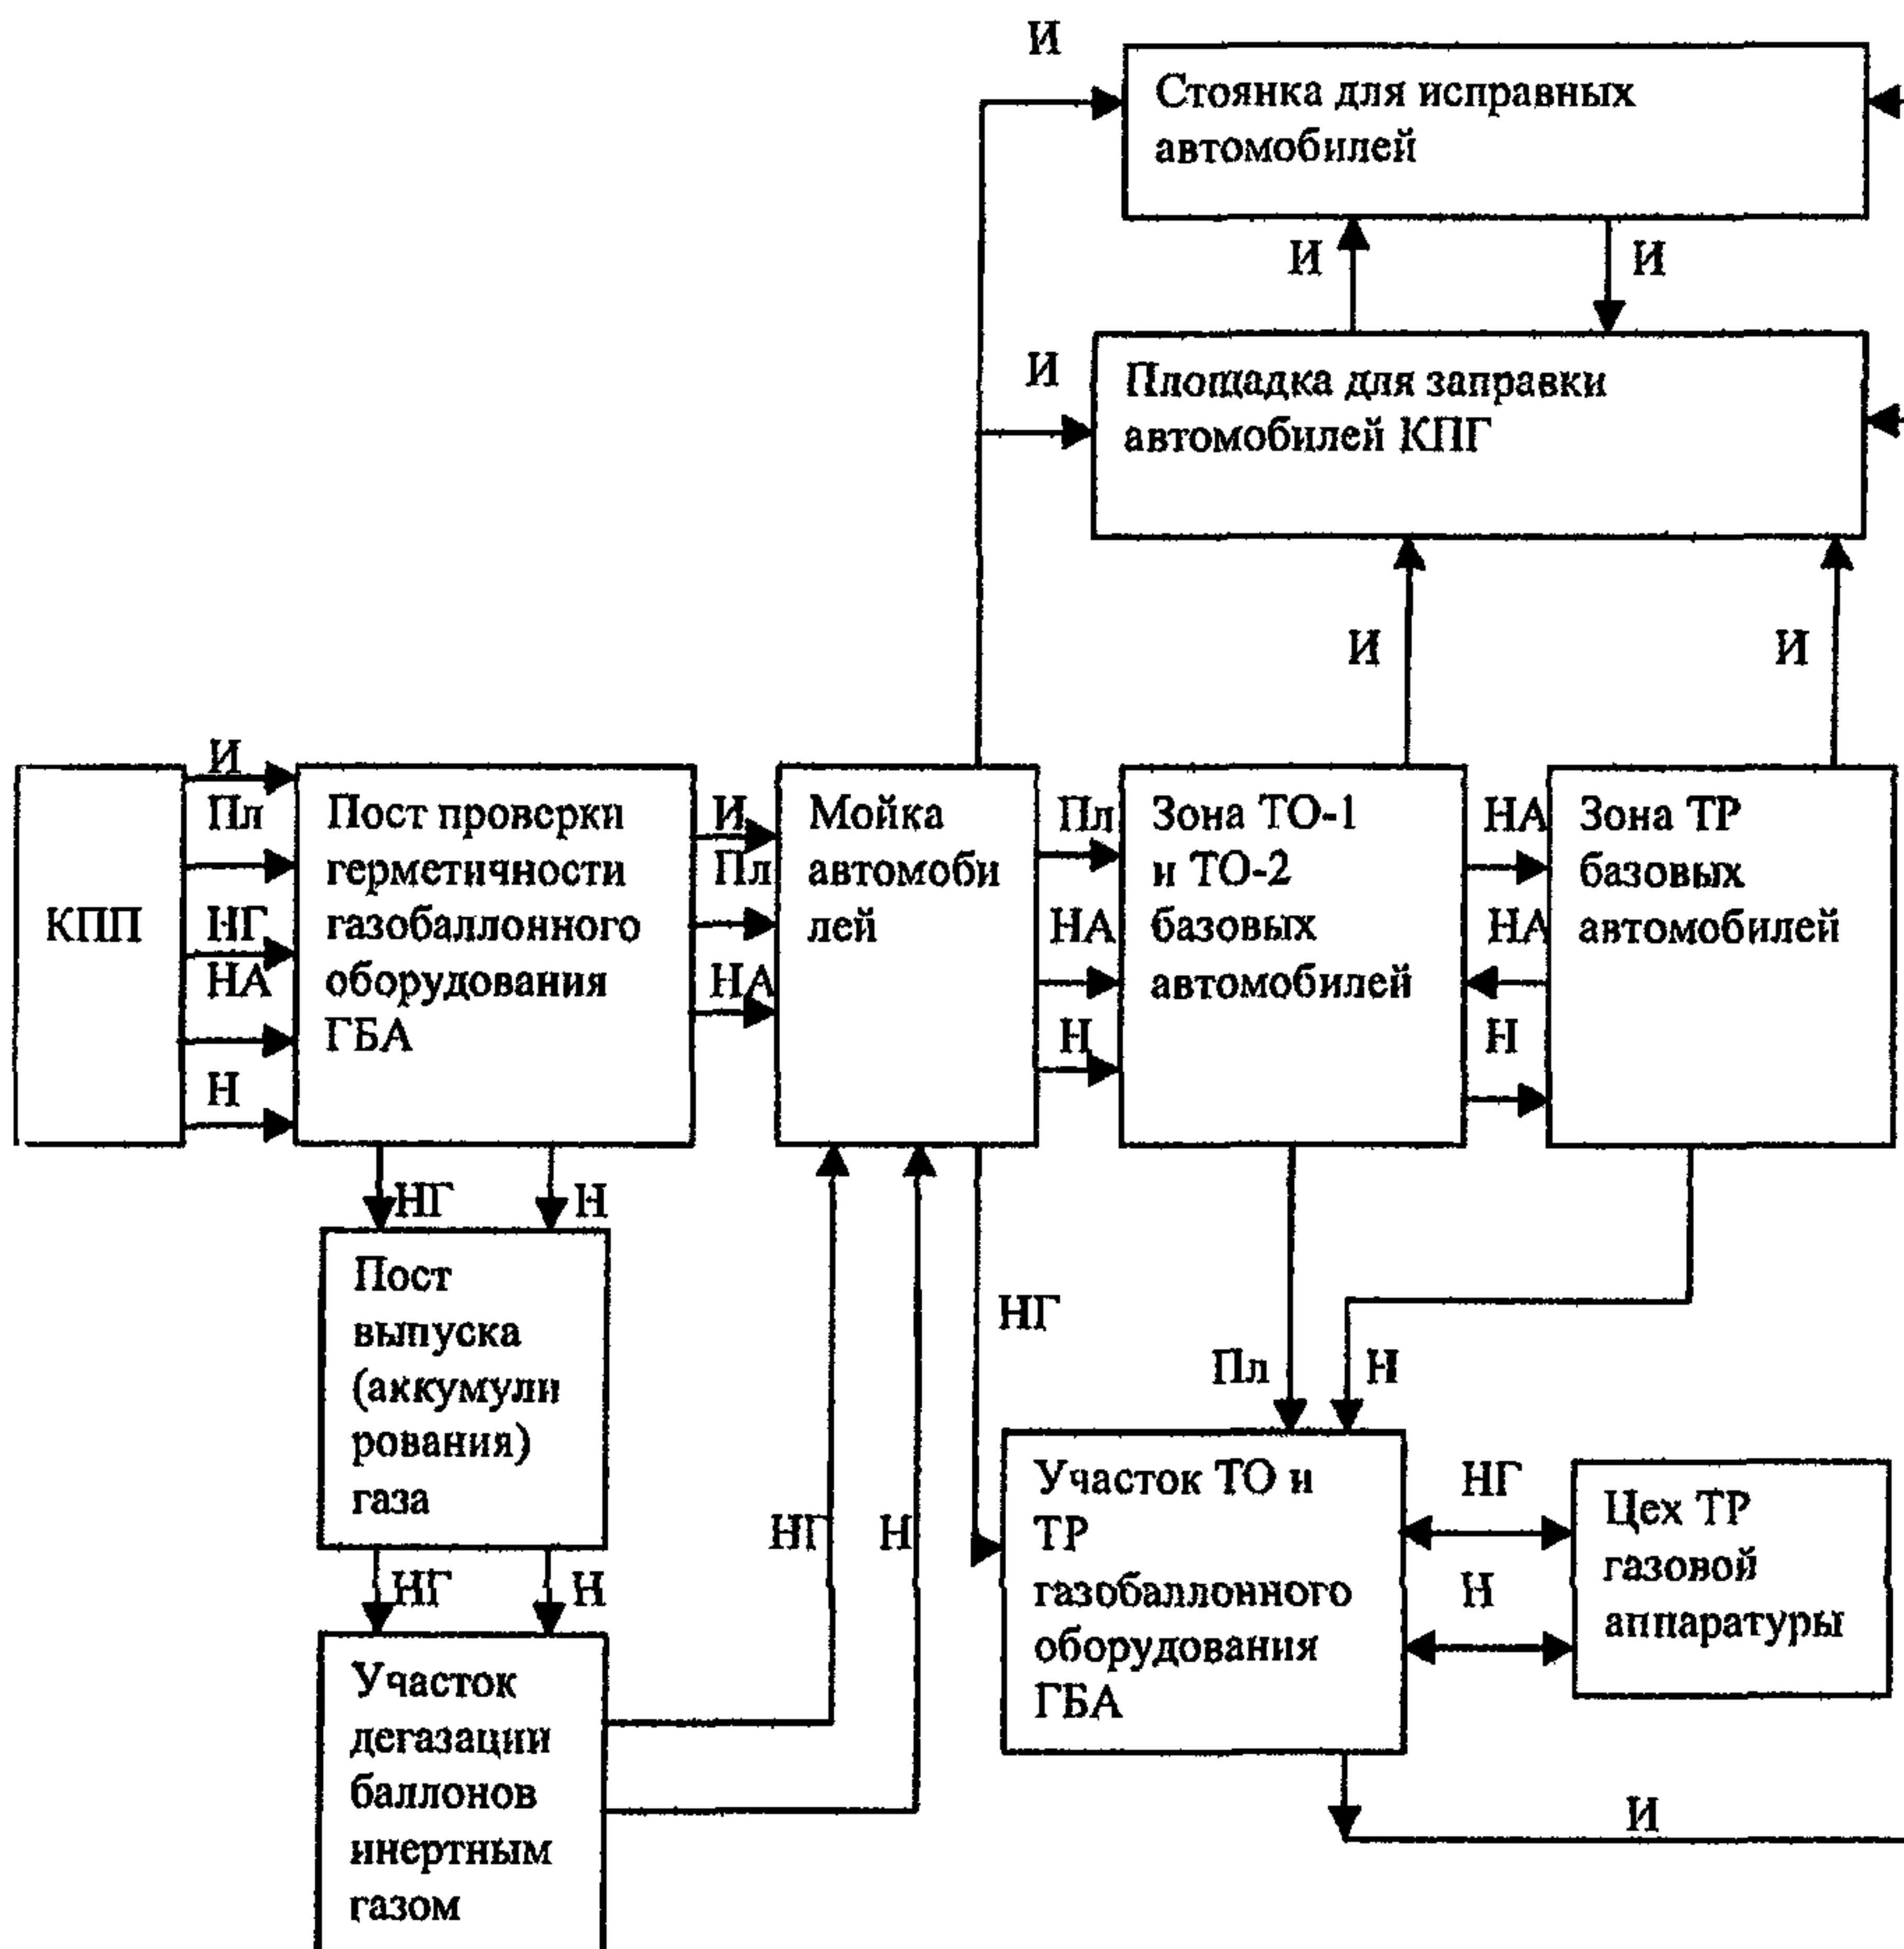 И
Стоянка для исправных
автомобилей
И
И
И
Площадка для заправки
автомобилей КПГ
И
И
КПП
И
Пл
НГ
НА
Н
Пост проверки
герметичности
газобаллонного
оборудования
ГБА
И
Пл
НА
Мойка
автомоби
лей
Пл
НА
Н
Зона ТО-1
и ТО-2
базовых
автомобилей
НА
НА
Н
Зона ТР
базовых
автомобилей
НГ
Н
Пост
выпуска
(аккумули
рования)
газа
НГ
Н
Участок
дегазации
баллонов
инертным
газом
НГ
Н
НГ
Пл
Н
Участок ТО и
ТР
газобаллонного
оборудования
ГБА
НГ
Н
Цех ТР
газовой
аппаратуры
И